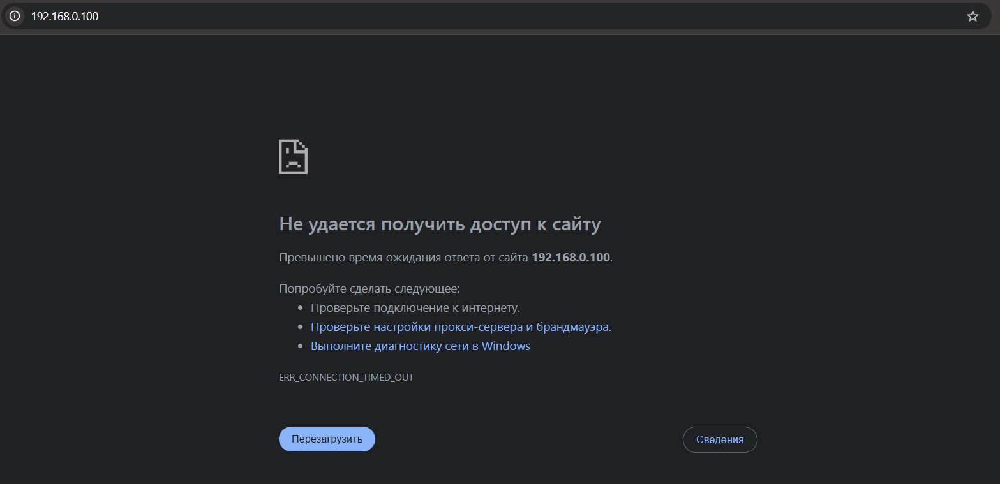 192.168.0.100
Не удается получить доступ к сайту
Превышено время ожидания ответа от сайта 192.168.0.100.
Попробуйте сделать следующее:
Проверьте подключение к интернету.
Проверьте настройки прокси-сервера и брандмауэра.
Выполните диагностику сети в Windows
ERR_CONNECTION_TIMED_OUT
Перезагрузить
Сведения